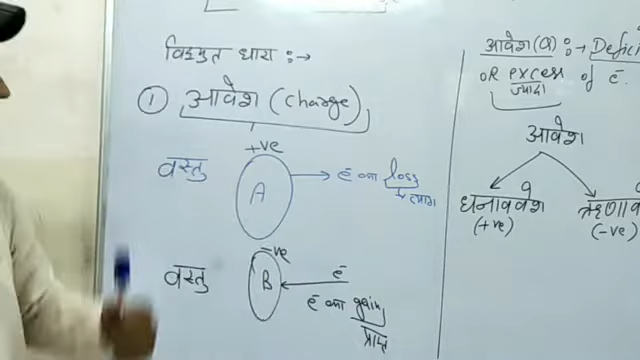 विद्युत धारा :→
① आवेश (charge)
+ve
वस्तु A → ē का loss
↳ त्याग
-ve
वस्तु B ← ē
ē का gain
प्राप्त
आवेश (Q) :→ Defici
OR excess of ē.
ज्यादा
आवेश
धनाववेश
(+ve)
ऋणाव
(-ve)